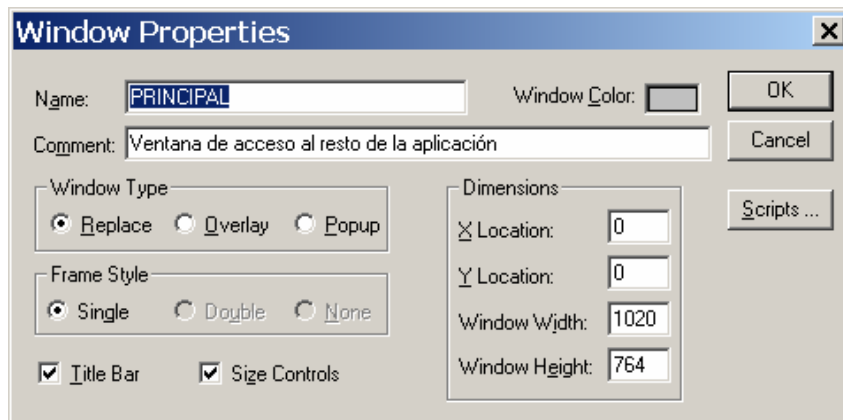 Window Properties
Name: PRINCIPAL Window Color: OK
Comment: Ventana de acceso al resto de la aplicación Cancel
Window Type Dimensions
Replace Overlay Popup X Location: 0 Scripts ...
Frame Style Y Location: 0
Single Double None Window Width: 1020
Title Bar Size Controls Window Height: 764